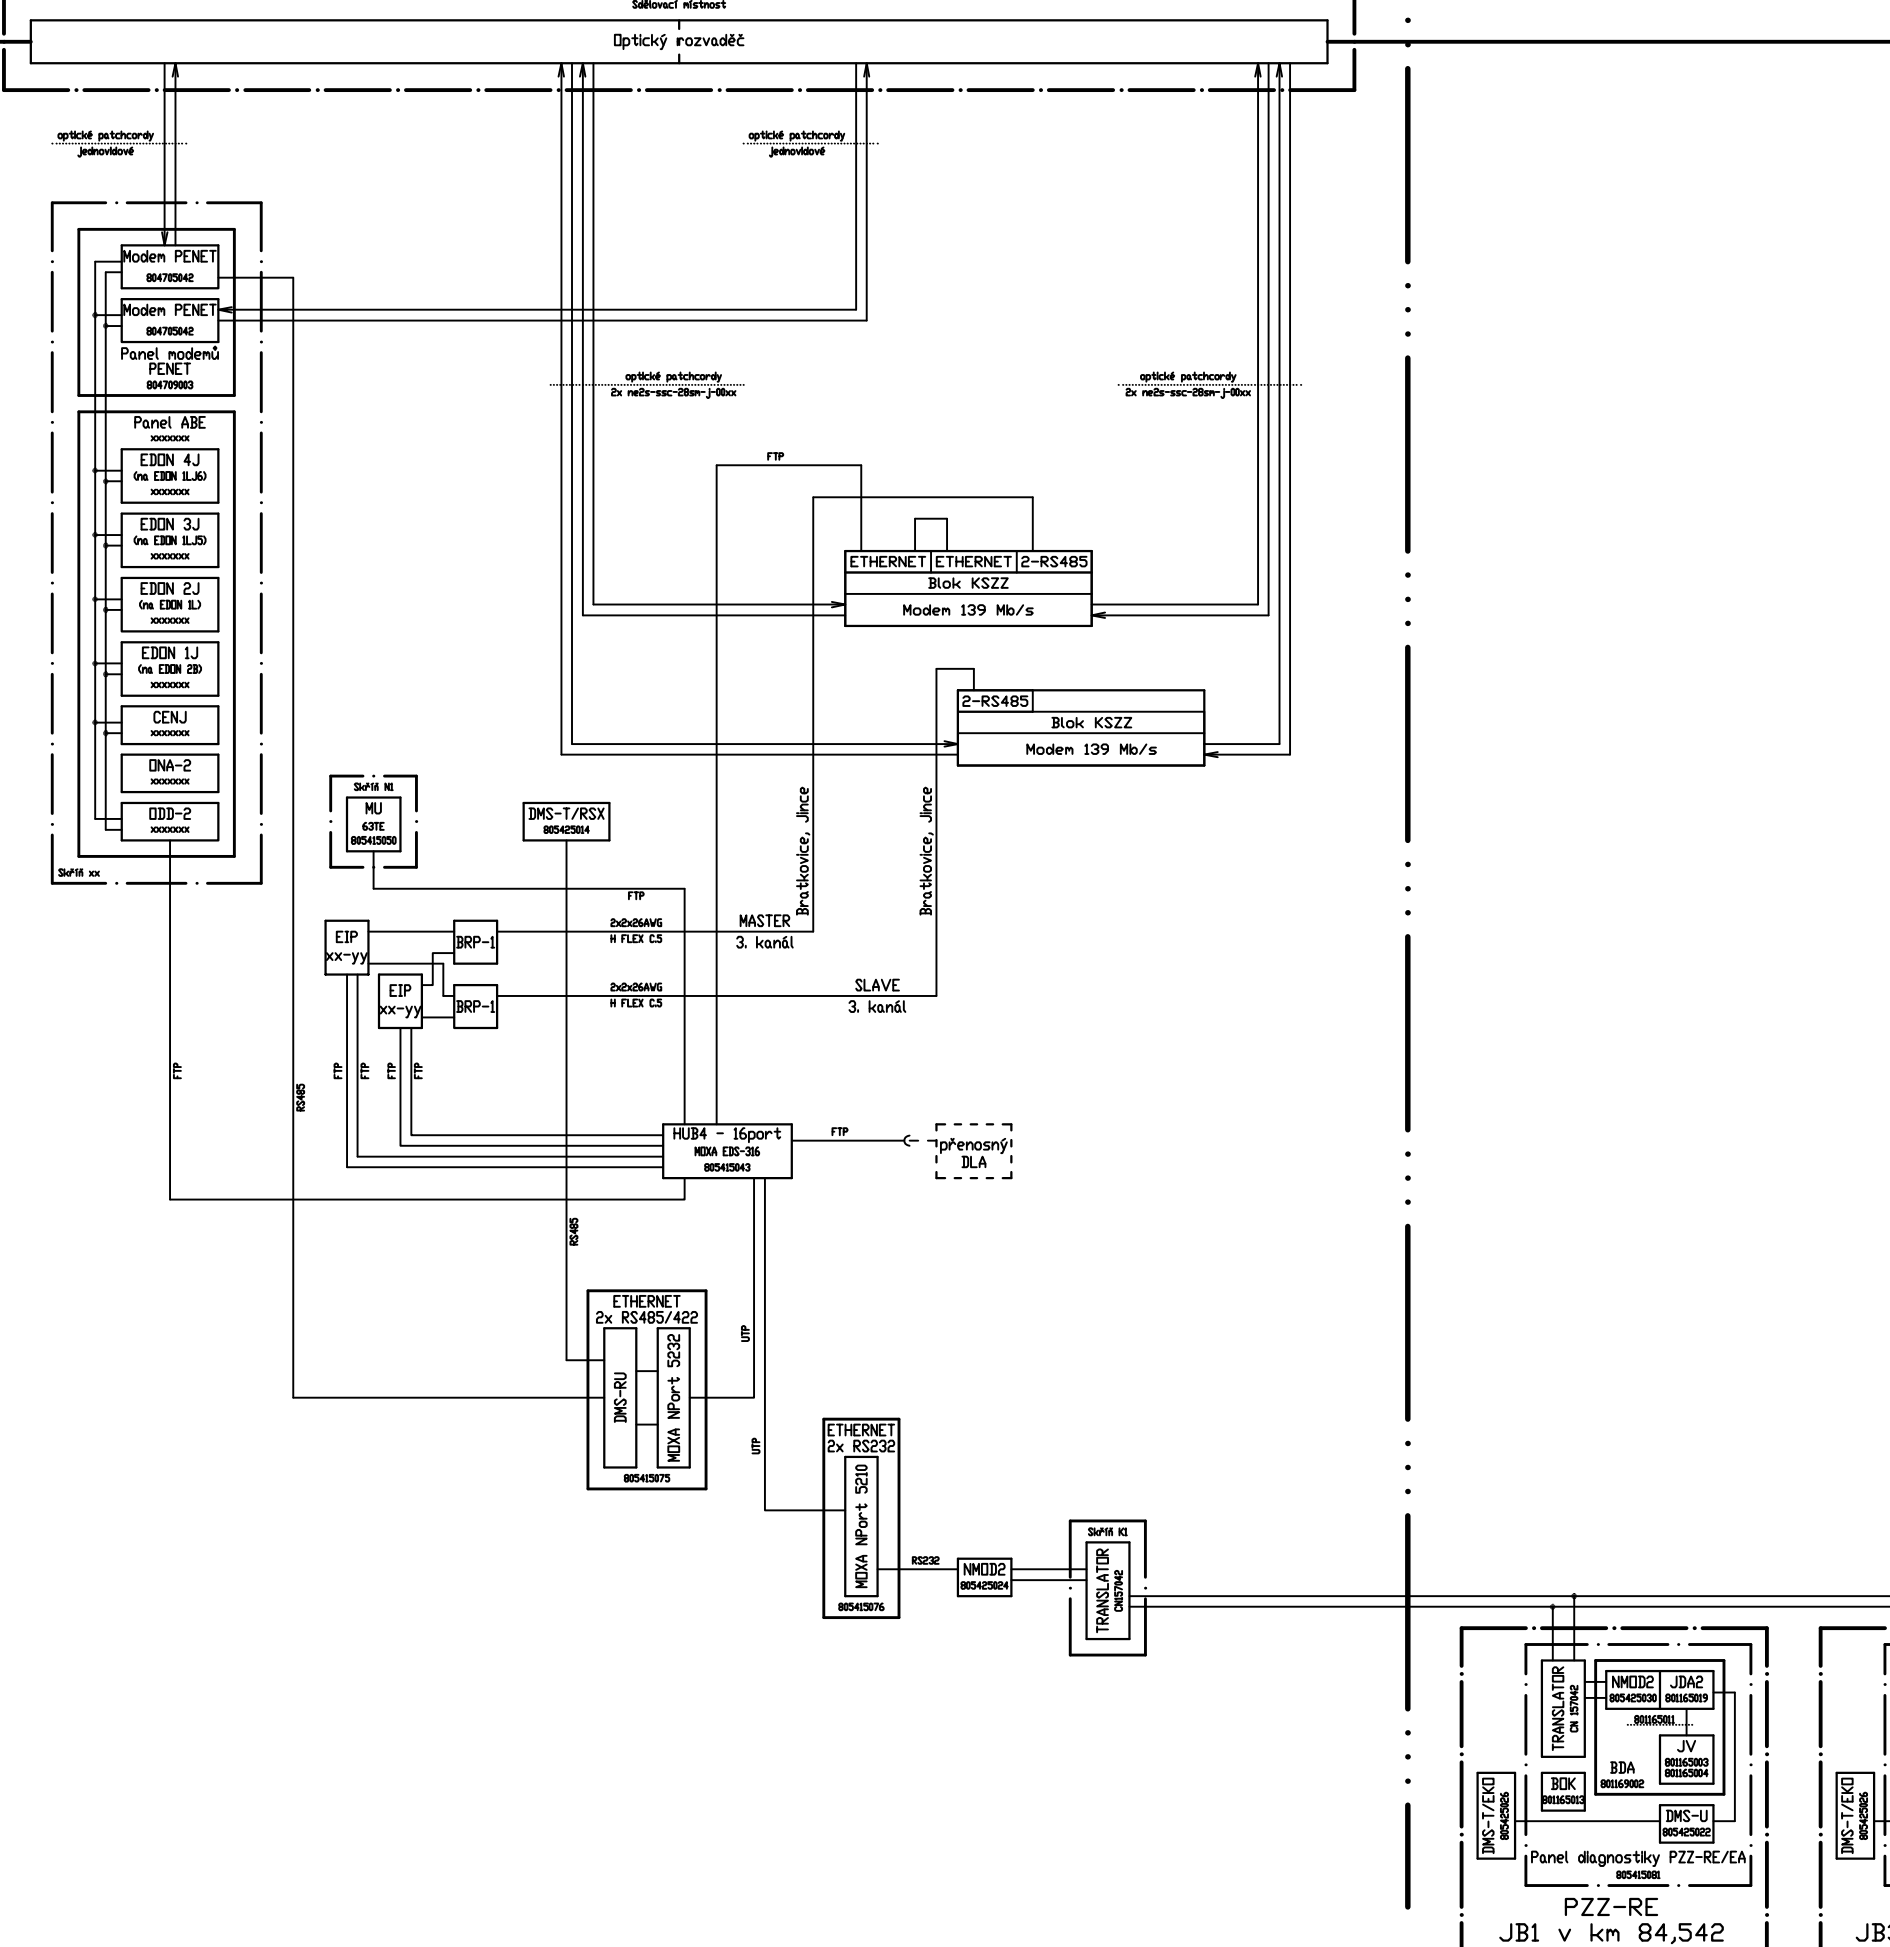 Sdělovací místnost
Optický rozvaděč
optické patchcordy
jednovidové
optické patchcordy
jednovidové
Modem PENET
804705042
Modem PENET
804705042
Panel modemů
PENET
804709003
optické patchcordy
2x ne2s-ssc-28sm-j-00xx
optické patchcordy
2x ne2s-ssc-28sm-j-00xx
Panel ABE
xxxxxxx
EDON 4J
(na EDON 1LJ6)
xxxxxxx
EDON 3J
(na EDON 1LJ5)
xxxxxxx
EDON 2J
(na EDON 1L)
xxxxxxx
EDON 1J
(na EDON 2B)
xxxxxxx
CENJ
xxxxxxx
ONA-2
xxxxxxx
ODD-2
xxxxxxx
Skříň xx
FTP
ETHERNET ETHERNET 2-RS485
Blok KSZZ
Modem 139 Mb/s
2-RS485
Blok KSZZ
Modem 139 Mb/s
Skříň N1
MU
63TE
805415050
DMS-T/RSX
805425014
Bratkovice, Jince
Bratkovice, Jince
FTP
EIP
xx-yy
BRP-1
2x2x26AWG
H FLEX C.5
MASTER
3. kanál
EIP
xx-yy
BRP-1
2x2x26AWG
H FLEX C.5
SLAVE
3. kanál
FTP
RS485
FTP
FTP
FTP
FTP
HUB4 - 16port
MOXA EDS-316
805415043
FTP
přenosný
DLA
RS485
ETHERNET
2x RS485/422
DMS-RU
MOXA NPort 5232
805415075
UTP
UTP
ETHERNET
2x RS232
MOXA NPort 5210
805415076
RS232
NMOD2
805425024
Skříň K1
TRANSLATOR
CN157042
TRANSLATOR
CN 157042
NMOD2
805425030
JDA2
801165019
801165011
JV
801165003
801165004
BDA
801169002
BOK
801165013
DMS-T/EKO
805425026
DMS-U
805425022
Panel diagnostiky PZZ-RE/EA
805415081
PZZ-RE
JB1 v km 84,542
DMS-T/EKO
805425026